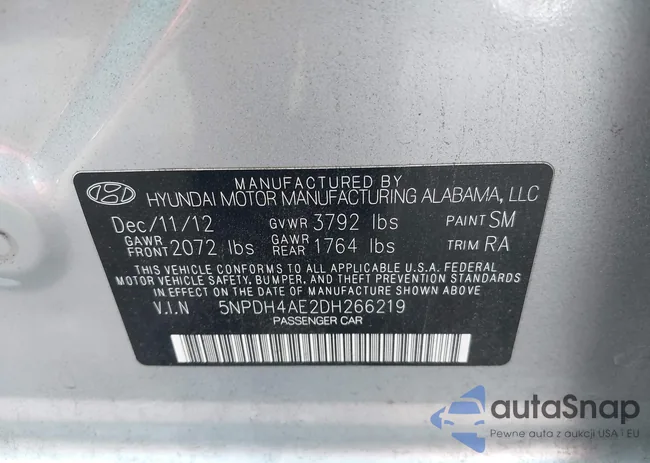 MANUFACTURED BY
HYUNDAI MOTOR MANUFACTURING ALABAMA, LLC
Dec/11/12 GVWR 3792 lbs PAINT SM
GAWR FRONT 2072 lbs GAWR REAR 1764 lbs TRIM RA
THIS VEHICLE CONFORMS TO ALL APPLICABLE U.S.A. FEDERAL
MOTOR VEHICLE SAFETY, BUMPER, AND THEFT PREVENTION STANDARDS
IN EFFECT ON THE DATE OF MANUFACTURE SHOWN ABOVE.
V.I.N 5NPDH4AE2DH266219
PASSENGER CAR
autoSnap
Pewne auta z aukcji USA i EU